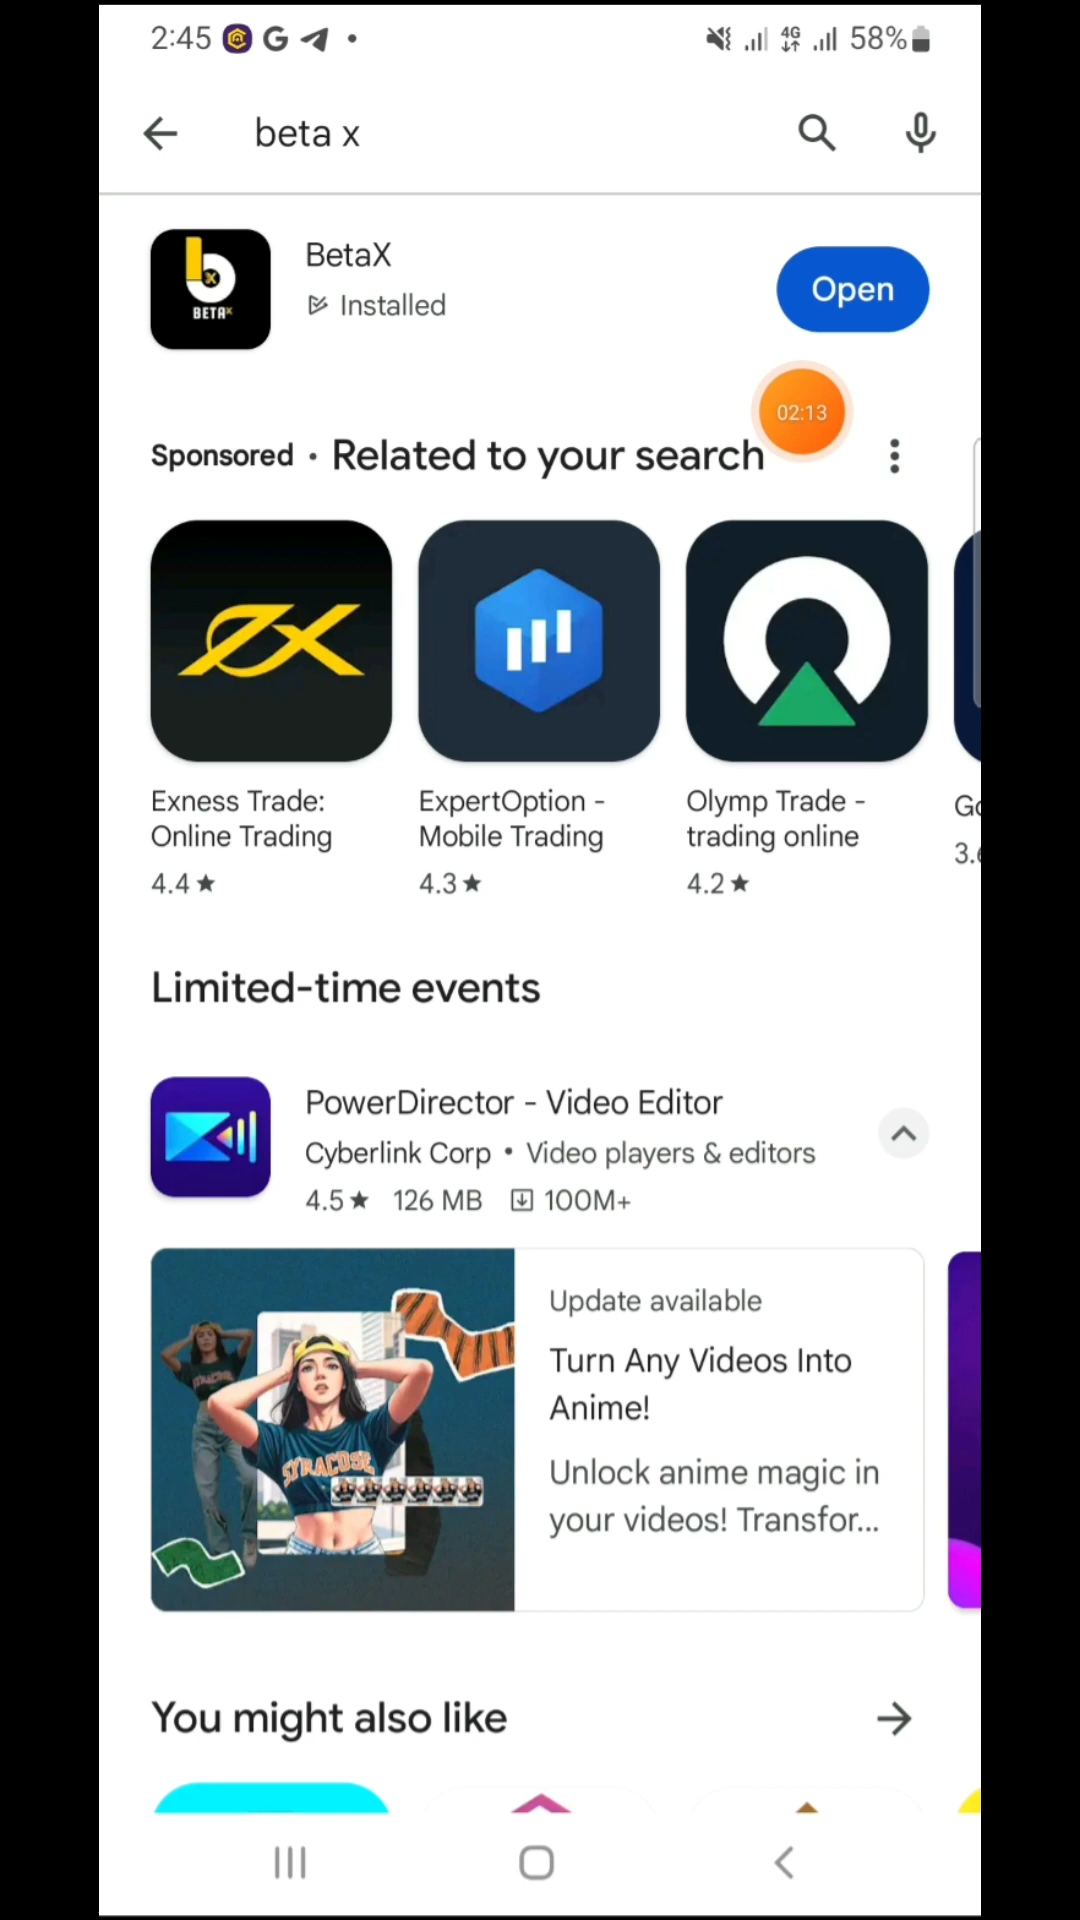 2:45
4G
58%
beta x
BetaX
Installed
BETAX
Open
02:13
Sponsored • Related to your search
Exness Trade:
Online Trading
4.4★
ExpertOption -
Mobile Trading
4.3★
Olymp Trade -
trading online
4.2★
Limited-time events
PowerDirector - Video Editor
Cyberlink Corp • Video players & editors
4.5★ 126 MB 100M+
SYRACUSE
Update available
Turn Any Videos Into
Anime!
Unlock anime magic in
your videos! Transfor...
You might also like